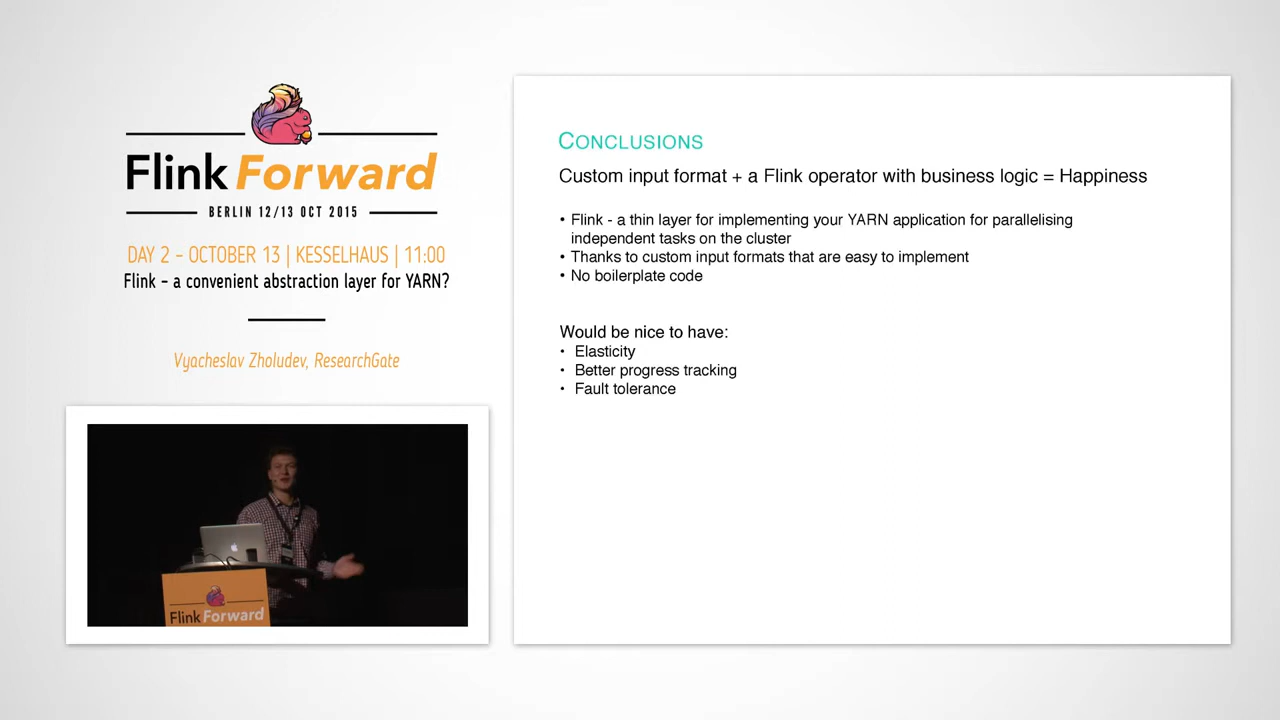 Flink Forward
BERLIN 12/13 OCT 2015
DAY 2 - OCTOBER 13 | KESSELHAUS | 11:00
Flink - a convenient abstraction layer for YARN?
Vyacheslav Zholudev, ResearchGate
Flink Forward
CONCLUSIONS
Custom input format + a Flink operator with business logic = Happiness
• Flink - a thin layer for implementing your YARN application for parallelising
independent tasks on the cluster
• Thanks to custom input formats that are easy to implement
• No boilerplate code
Would be nice to have:
• Elasticity
• Better progress tracking
• Fault tolerance